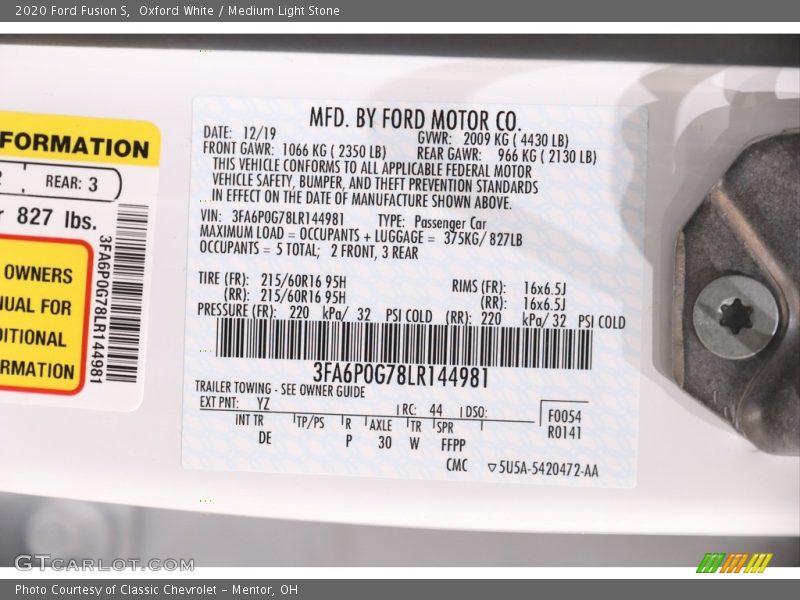 2020 Ford Fusion S,  Oxford White / Medium Light Stone
FORMATION
REAR: 3
827 lbs.
OWNERS
NUAL FOR
DITIONAL
RMATION
3FA6P0G78LR144981
MFD. BY FORD MOTOR CO.
DATE: 12/19 GVWR: 2009 KG ( 4430 LB)
FRONT GAWR: 1066 KG ( 2350 LB) REAR GAWR: 966 KG ( 2130 LB)
THIS VEHICLE CONFORMS TO ALL APPLICABLE FEDERAL MOTOR
VEHICLE SAFETY, BUMPER, AND THEFT PREVENTION STANDARDS
IN EFFECT ON THE DATE OF MANUFACTURE SHOWN ABOVE.
VIN: 3FA6P0G78LR144981 TYPE: Passenger Car
MAXIMUM LOAD = OCCUPANTS + LUGGAGE = 375KG/ 827LB
OCCUPANTS = 5 TOTAL; 2 FRONT, 3 REAR
TIRE (FR): 215/60R16 95H RIMS (FR): 16x6.5J
(RR): 215/60R16 95H (RR): 16x6.5J
PRESSURE (FR): 220 kPa/ 32 PSI COLD (RR): 220 kPa/ 32 PSI COLD
3FA6P0G78LR144981
TRAILER TOWING - SEE OWNER GUIDE
EXT PNT: YZ RC: 44 DSO: F0054
INT TR TP/PS R AXLE TR SPR R0141
DE P 30 W FFPP
CMC 5U5A-5420472-AA
GTCARLOT.COM
Photo Courtesy of Classic Chevrolet - Mentor, OH